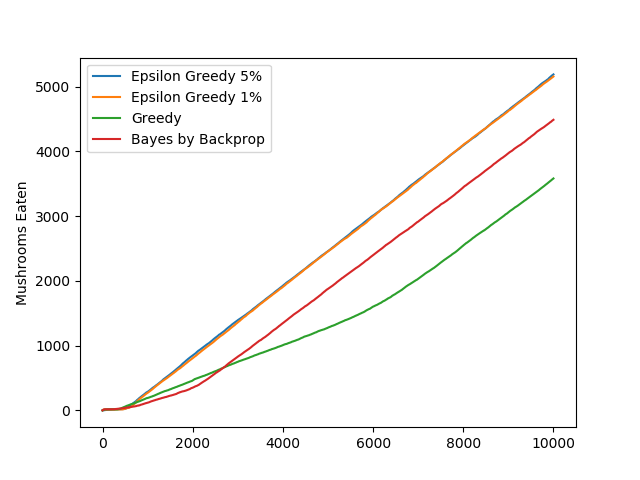 Epsilon Greedy 5%
Epsilon Greedy 1%
Greedy
Bayes by Backprop
Mushrooms Eaten
5000
4000
3000
2000
1000
0
0 2000 4000 6000 8000 10000